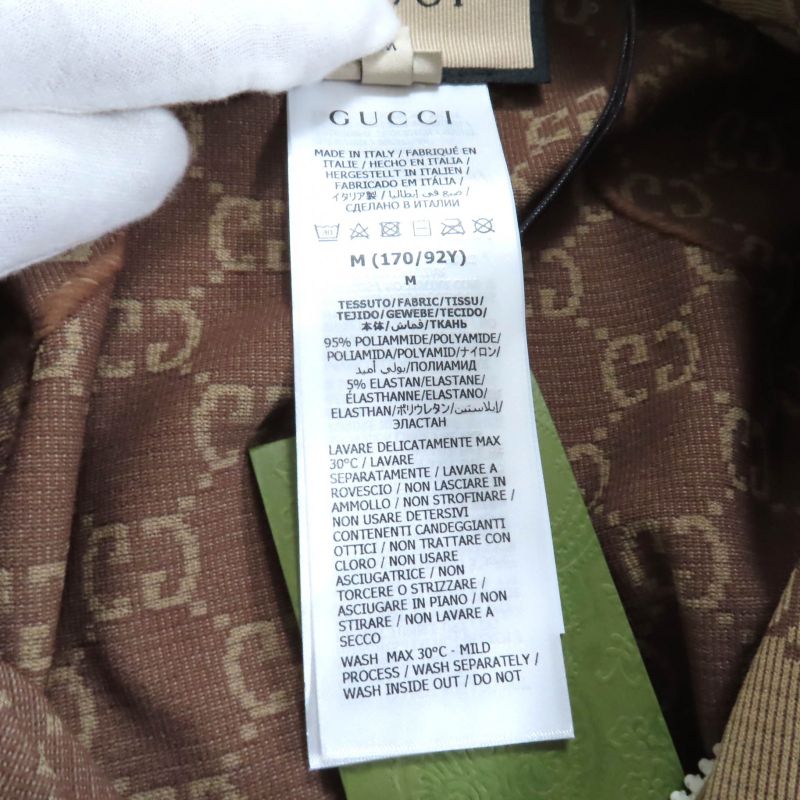 GUCCI
MADE IN ITALY / FABRIQUÉ EN
ITALIE / HECHO EN ITALIA /
HERGESTELLT IN ITALIEN /
FABRICADO EM ITÁLIA /
イタリア製 / صنع في إيطاليا /
СДЕЛАНО В ИТАЛИИ
M (170/92Y)
M
TESSUTO/FABRIC/TISSU/
TEJIDO/GEWEBE/TECIDO/
本体/قماش/ТКАНЬ
95% POLIAMMIDE/POLYAMIDE/
POLIAMIDA/POLYAMID/ナイロン/
بولي أميد/ПОЛИАМИД
5% ELASTAN/ELASTANE/
ÉLASTHANNE/ELASTANO/
ELASTHAN/ポリウレタン/إيلاستين/
ЭЛАСТАН
LAVARE DELICATAMENTE MAX
30°C / LAVARE
SEPARATAMENTE / LAVARE A
ROVESCIO / NON LASCIARE IN
AMMOLLO / NON STROFINARE /
NON USARE DETERSIVI
CONTENENTI CANDEGGIANTI
OTTICI / NON TRATTARE CON
CLORO / NON USARE
ASCIUGATRICE / NON
TORCERE O STRIZZARE /
ASCIUGARE IN PIANO / NON
STIRARE / NON LAVARE A
SECCO
WASH MAX 30°C - MILD
PROCESS / WASH SEPARATELY /
WASH INSIDE OUT / DO NOT